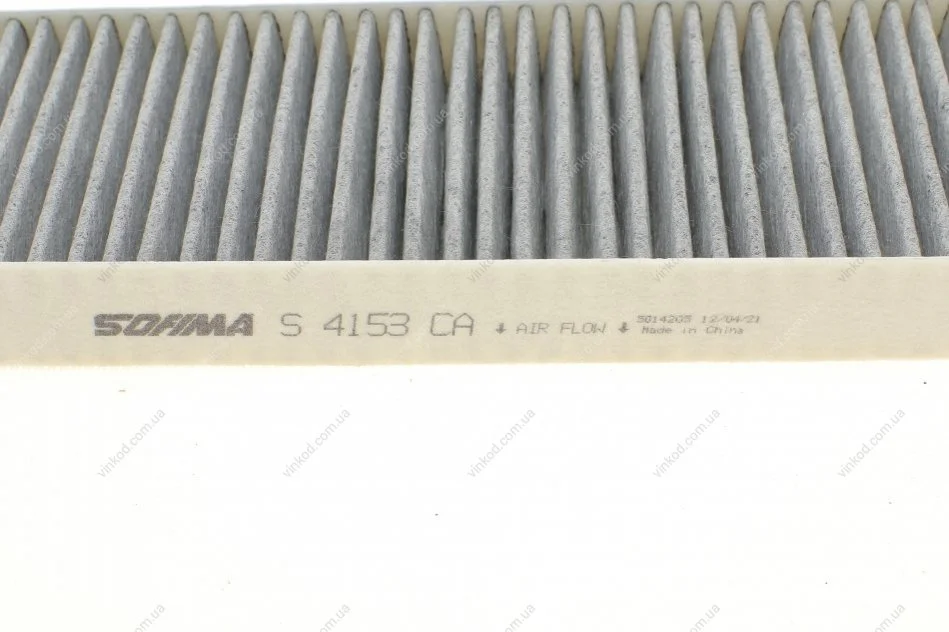 SOFIMA S 4153 CA ↓ AIR FLOW ↓ 5014205 12/04/21
Made in China
vinkod.com.ua